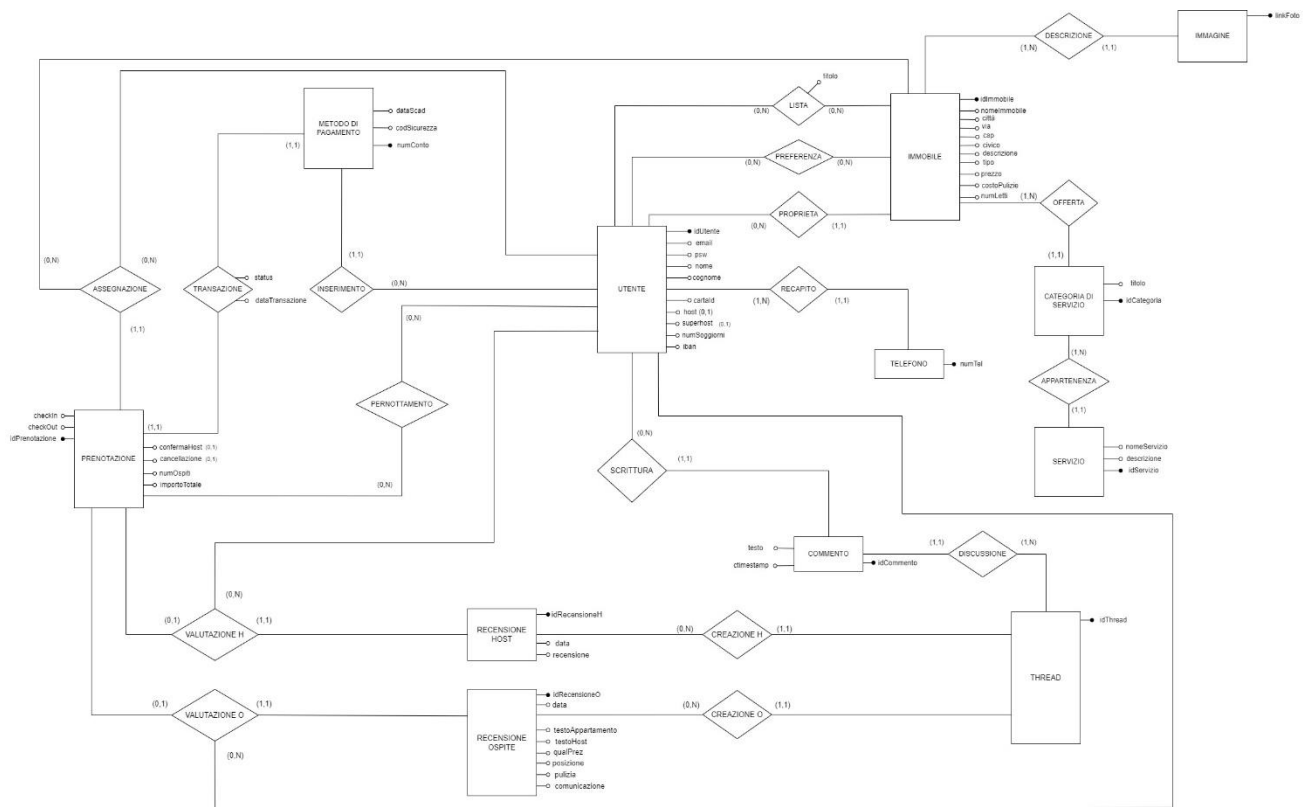 linkFoto
DESCRIZIONE
IMMAGINE
(1,N)
(1,1)
titolo
(0,N)
LISTA
(0,N)
idImmobile
nomeImmobile
città
via
cap
civico
descrizione
tipo
prezzo
costoPulizie
numLetti
IMMOBILE
METODO DI
PAGAMENTO
dataScad
codSicurezza
numConto
(1,1)
(0,N)
PREFERENZA
(0,N)
(0,N)
PROPRIETA
(1,1)
(1,N)
OFFERTA
(1,1)
UTENTE
idUtente
email
psw
nome
cognome
cartaId
host (0,1)
superhost (0,1)
numSoggiorni
iban
(0,N)
ASSEGNAZIONE
(0,N)
(1,1)
TRANSAZIONE
status
dataTransazione
(1,1)
INSERIMENTO
(0,N)
(1,N)
RECAPITO
(1,1)
CATEGORIA DI
SERVIZIO
titolo
idCategoria
TELEFONO
numTel
(1,N)
APPARTENENZA
(1,1)
(0,N)
PERNOTTAMENTO
(0,N)
checkIn
checkOut
idPrenotazione
PRENOTAZIONE
(1,1)
confermaHost (0,1)
cancellazione (0,1)
numOspiti
importoTotale
(0,N)
SCRITTURA
(1,1)
SERVIZIO
nomeServizio
descrizione
idServizio
testo
ctimestamp
COMMENTO
idCommento
(1,1)
DISCUSSIONE
(1,N)
(0,N)
(0,1)
VALUTAZIONE H
(1,1)
RECENSIONE
HOST
idRecensioneH
data
recensione
(0,N)
CREAZIONE H
(1,1)
THREAD
idThread
(0,1)
VALUTAZIONE O
(1,1)
(0,N)
RECENSIONE
OSPITE
idRecensioneO
data
testoAppartamento
testoHost
qualPrez
posizione
pulizia
comunicazione
(0,N)
CREAZIONE O
(1,1)